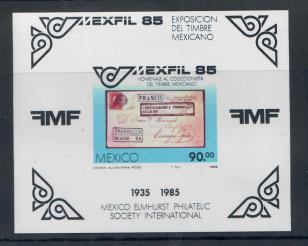 MEXFIL 85
EXPOSICION
DEL TIMBRE
MEXICANO
MEXFIL 85
HOMENAJE AL COLECCIONISTA
DEL TIMBRE MEXICANO
FMF
FMF
FRANCO
MEXICO
90.00
1935 1985
MEXICO ELMHURST PHILATELIC
SOCIETY INTERNATIONAL